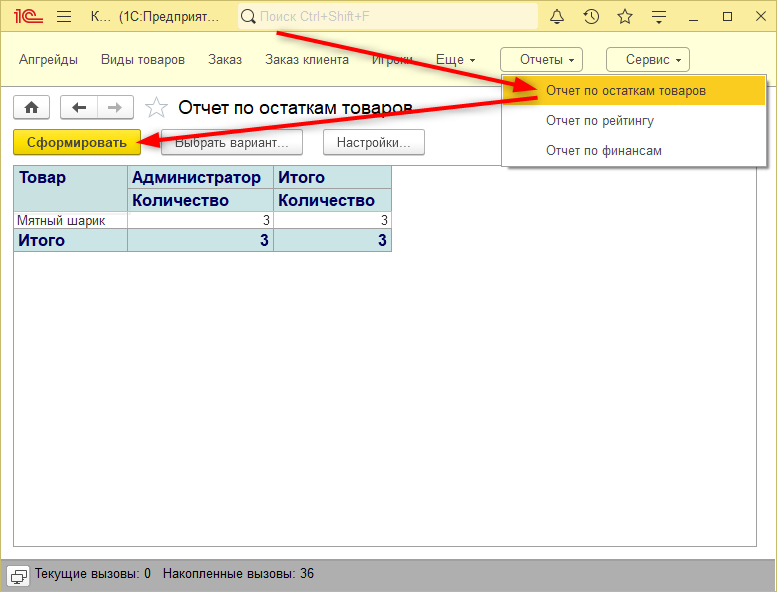 1С К... (1С:Предприят... Поиск Ctrl+Shift+F
Апгрейды Виды товаров Заказ Заказ клиента Игроки Еще Отчеты Сервис
Отчет по остаткам товаров
Отчет по рейтингу
Отчет по финансам
Отчет по остаткам товаров
Сформировать Выбрать вариант... Настройки...
Товар Администратор Итого
Количество Количество
Мятный шарик 3 3
Итого 3 3
Текущие вызовы: 0 Накопленные вызовы: 36